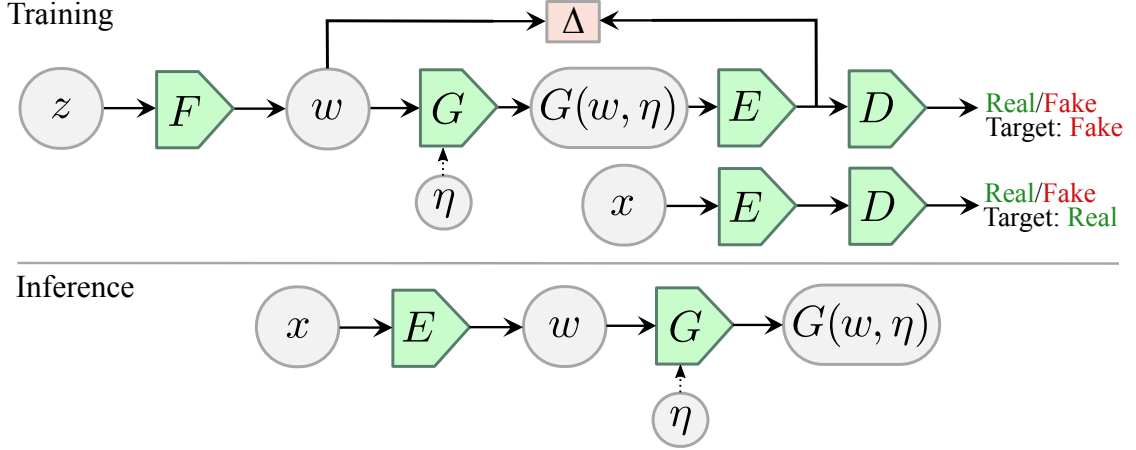 Training
Δ
z F w G G(w, η) E D
Real/Fake
Target: Fake
η
x E D
Real/Fake
Target: Real
Inference
x E w G G(w, η)
η